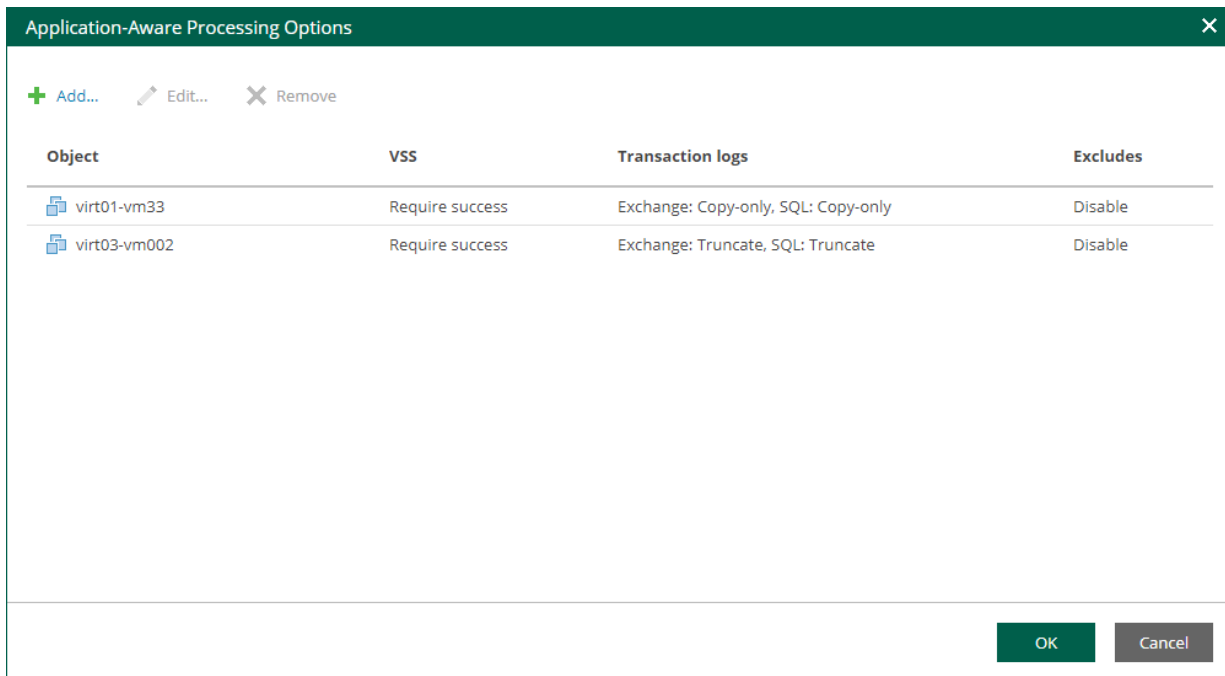 Application-Aware Processing Options
Add... Edit... Remove
Object VSS Transaction logs Excludes
virt01-vm33 Require success Exchange: Copy-only, SQL: Copy-only Disable
virt03-vm002 Require success Exchange: Truncate, SQL: Truncate Disable
OK Cancel